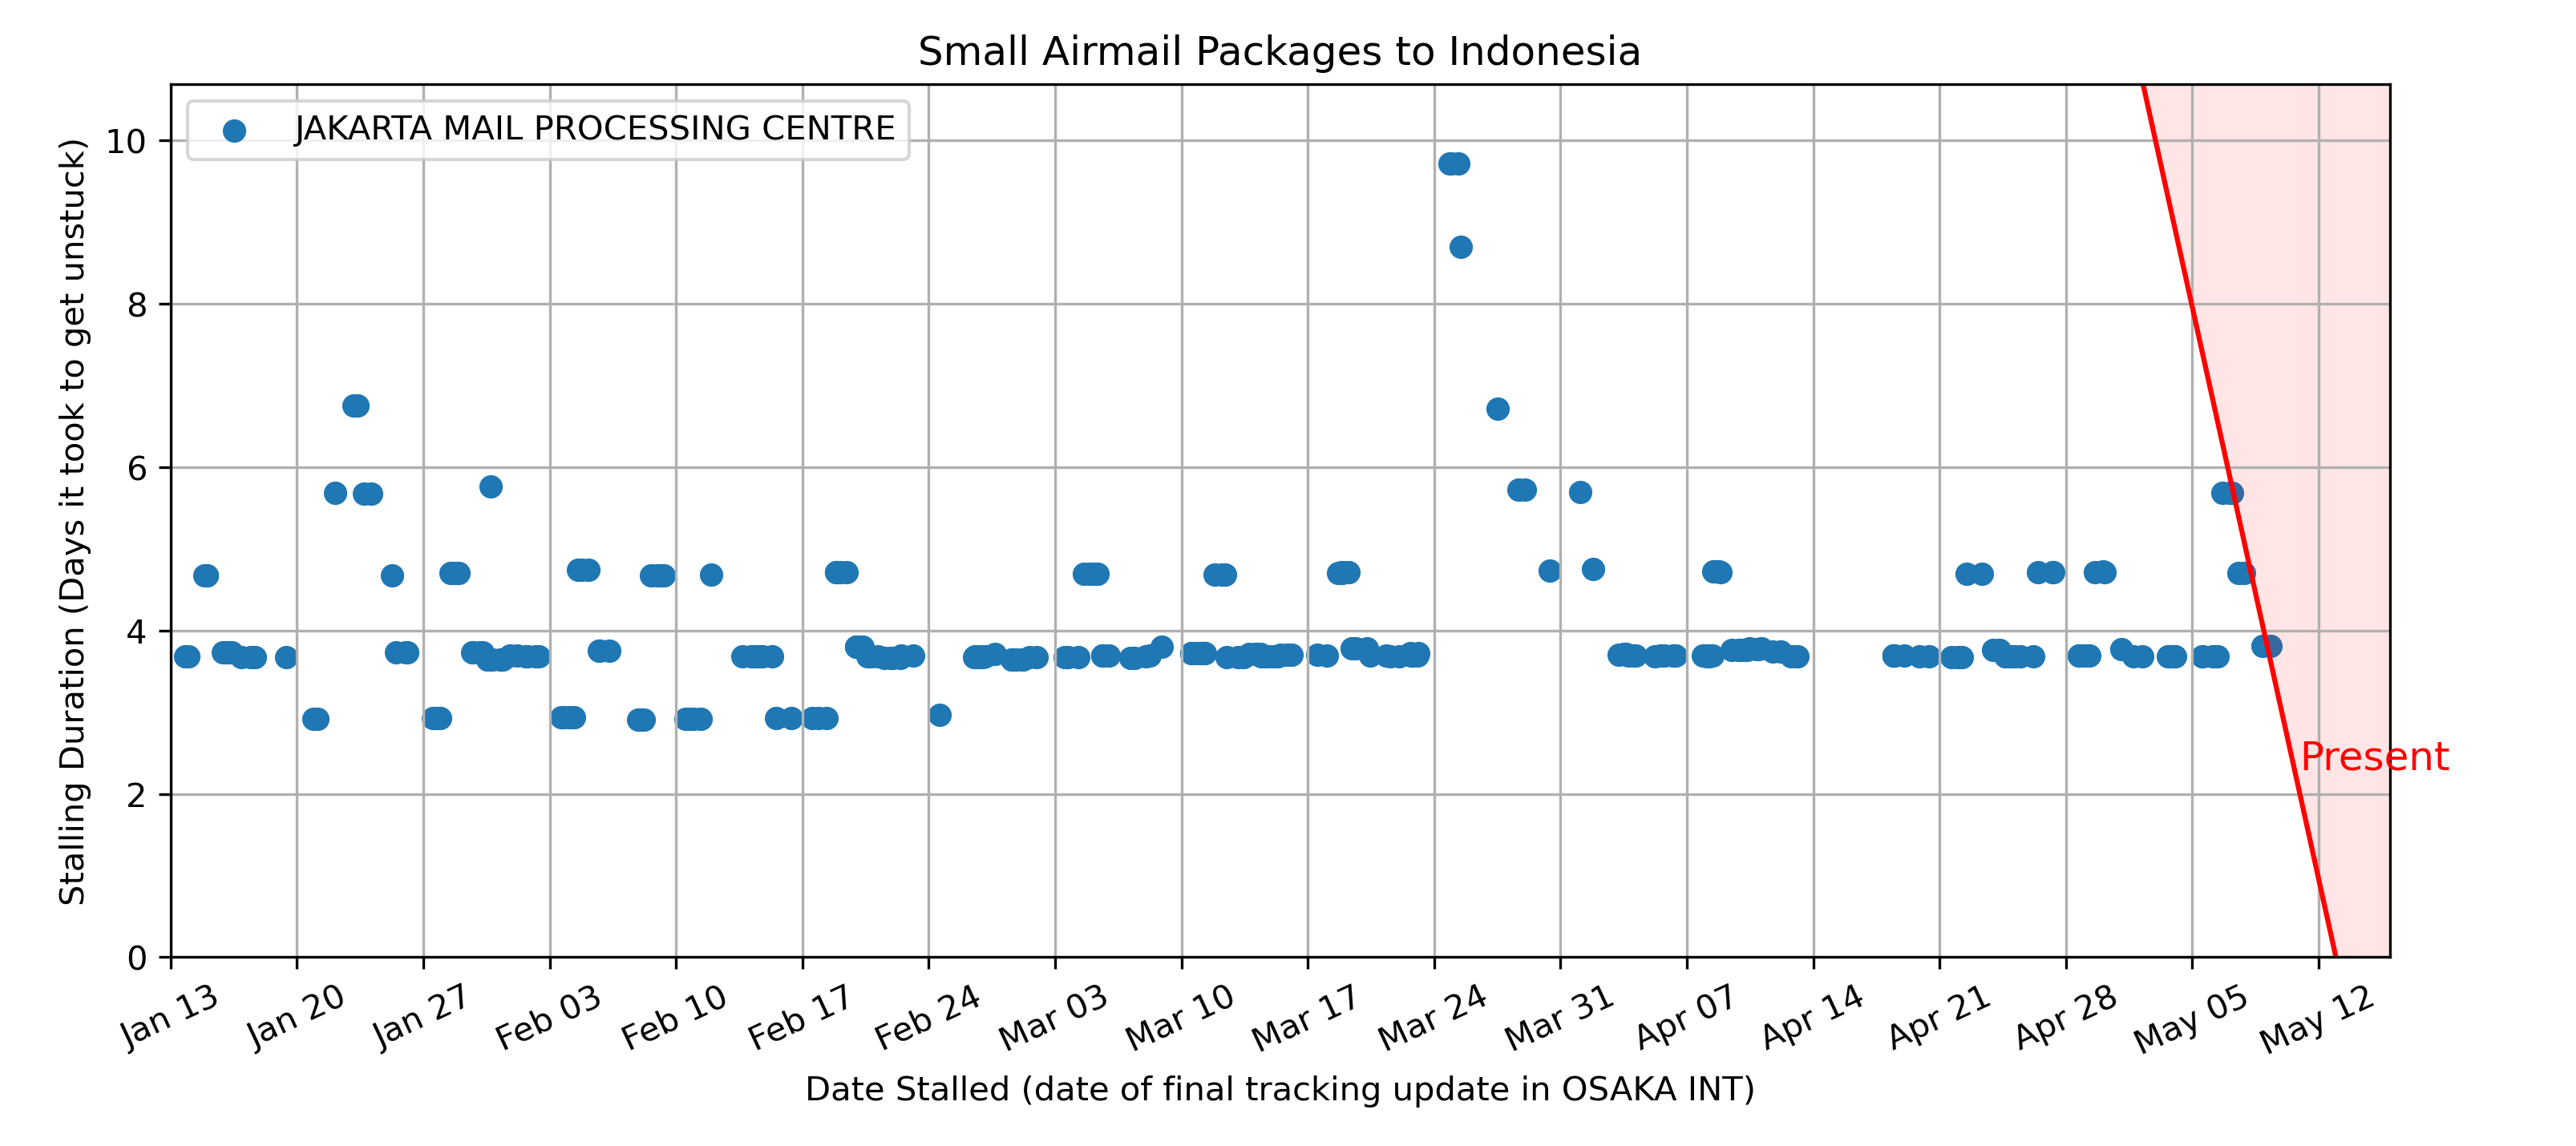 Small Airmail Packages to Indonesia
JAKARTA MAIL PROCESSING CENTRE
Stalling Duration (Days it took to get unstuck)
10
8
6
4
2
0
Present
Jan 13
Jan 20
Jan 27
Feb 03
Feb 10
Feb 17
Feb 24
Mar 03
Mar 10
Mar 17
Mar 24
Mar 31
Apr 07
Apr 14
Apr 21
Apr 28
May 05
May 12
Date Stalled (date of final tracking update in OSAKA INT)